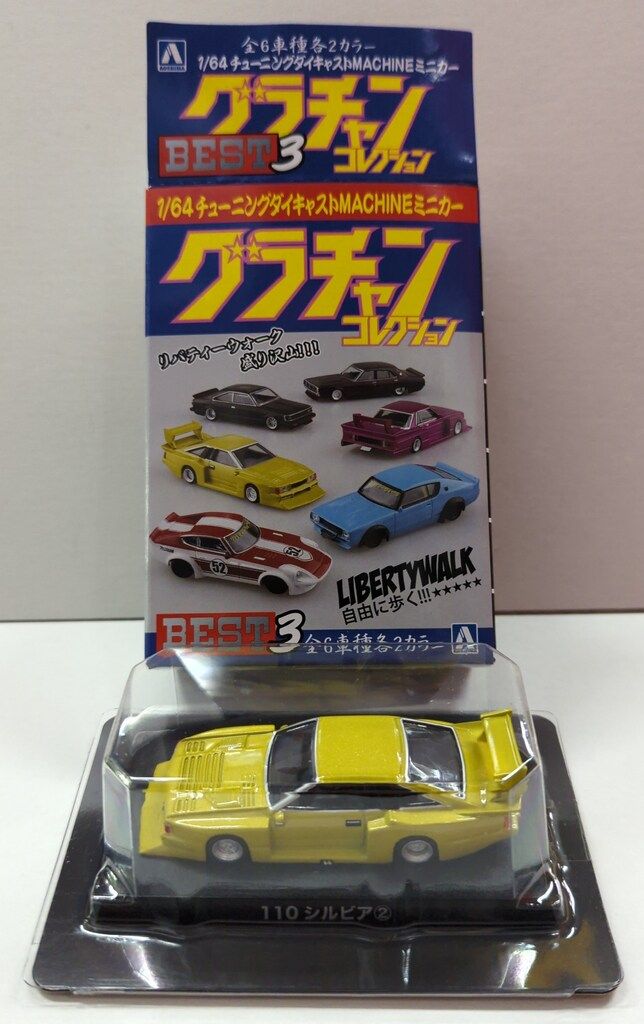 AOSHIMA
全6車種各2カラー
1/64 チューニングダイキャストMACHINEミニカー
グラチャン
BEST 3
コレクション
1/64 チューニングダイキャストMACHINEミニカー
グラチャン
コレクション
リバティーウォーク
盛り沢山!!!
52
52
LIBERTYWALK
自由に歩く!!!★★★★★
BEST 3 全6車種各2カラー
110 シルビア②